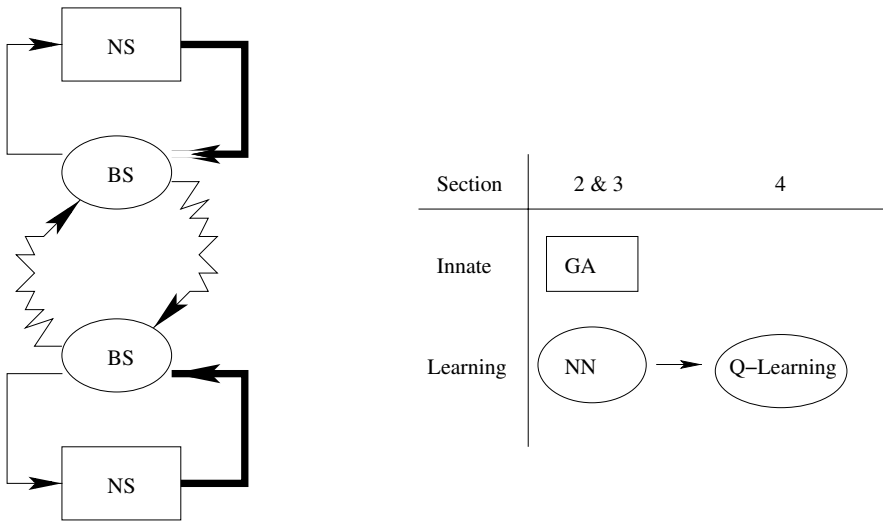 NS
BS
BS
NS
Section 2 & 3 4
Innate GA
Learning NN Q–Learning